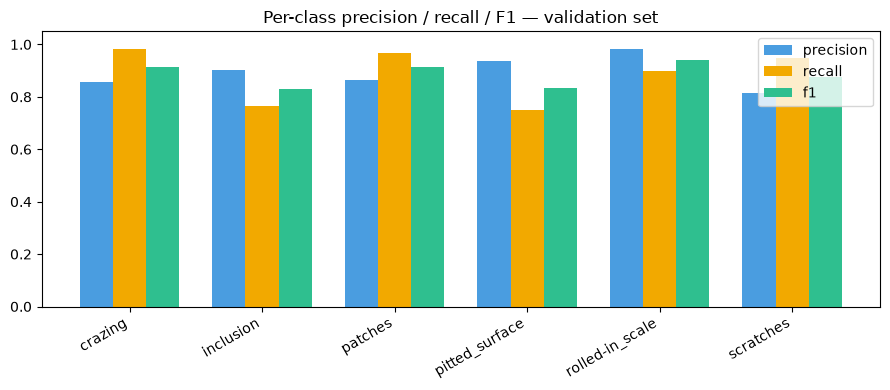 Per-class precision / recall / F1 — validation set
precision
recall
f1
1.0
0.8
0.6
0.4
0.2
0.0
crazing
inclusion
patches
pitted_surface
rolled-in_scale
scratches